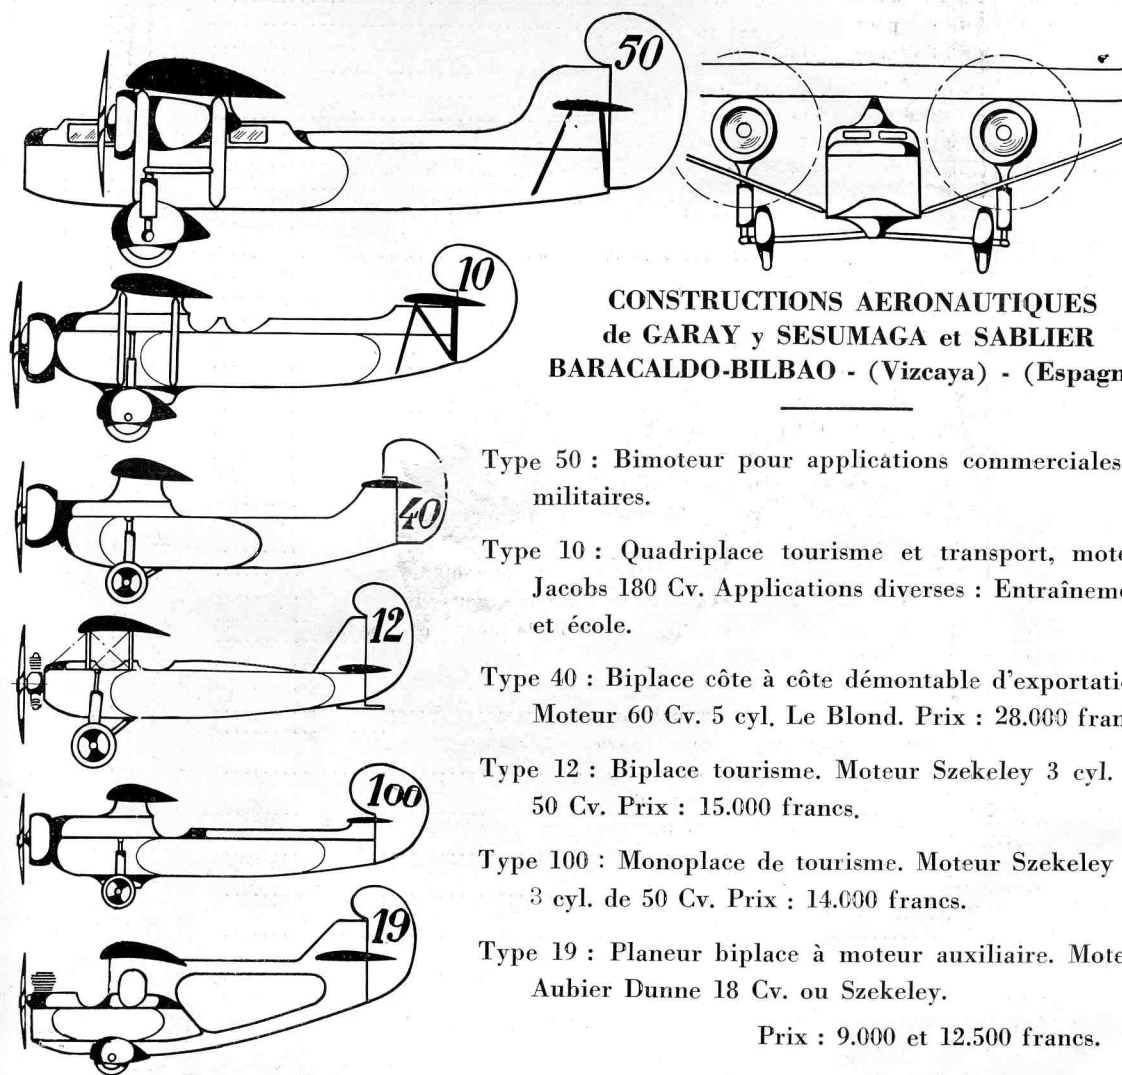 50
10
40
12
100
19
CONSTRUCTIONS AERONAUTIQUES
de GARAY y SESUMAGA et SABLIER
BARACALDO-BILBAO - (Vizcaya) - (Espagn
Type 50 : Bimoteur pour applications commerciales
militaires.
Type 10 : Quadriplace tourisme et transport, mote
Jacobs 180 Cv. Applications diverses : Entraîneme
et école.
Type 40 : Biplace côte à côte démontable d'exportati
Moteur 60 Cv. 5 cyl. Le Blond. Prix : 28.000 fran
Type 12 : Biplace tourisme. Moteur Szekeley 3 cyl.
50 Cv. Prix : 15.000 francs.
Type 100 : Monoplace de tourisme. Moteur Szekeley
3 cyl. de 50 Cv. Prix : 14.000 francs.
Type 19 : Planeur biplace à moteur auxiliaire. Mote
Aubier Dunne 18 Cv. ou Szekeley.
Prix : 9.000 et 12.500 francs.